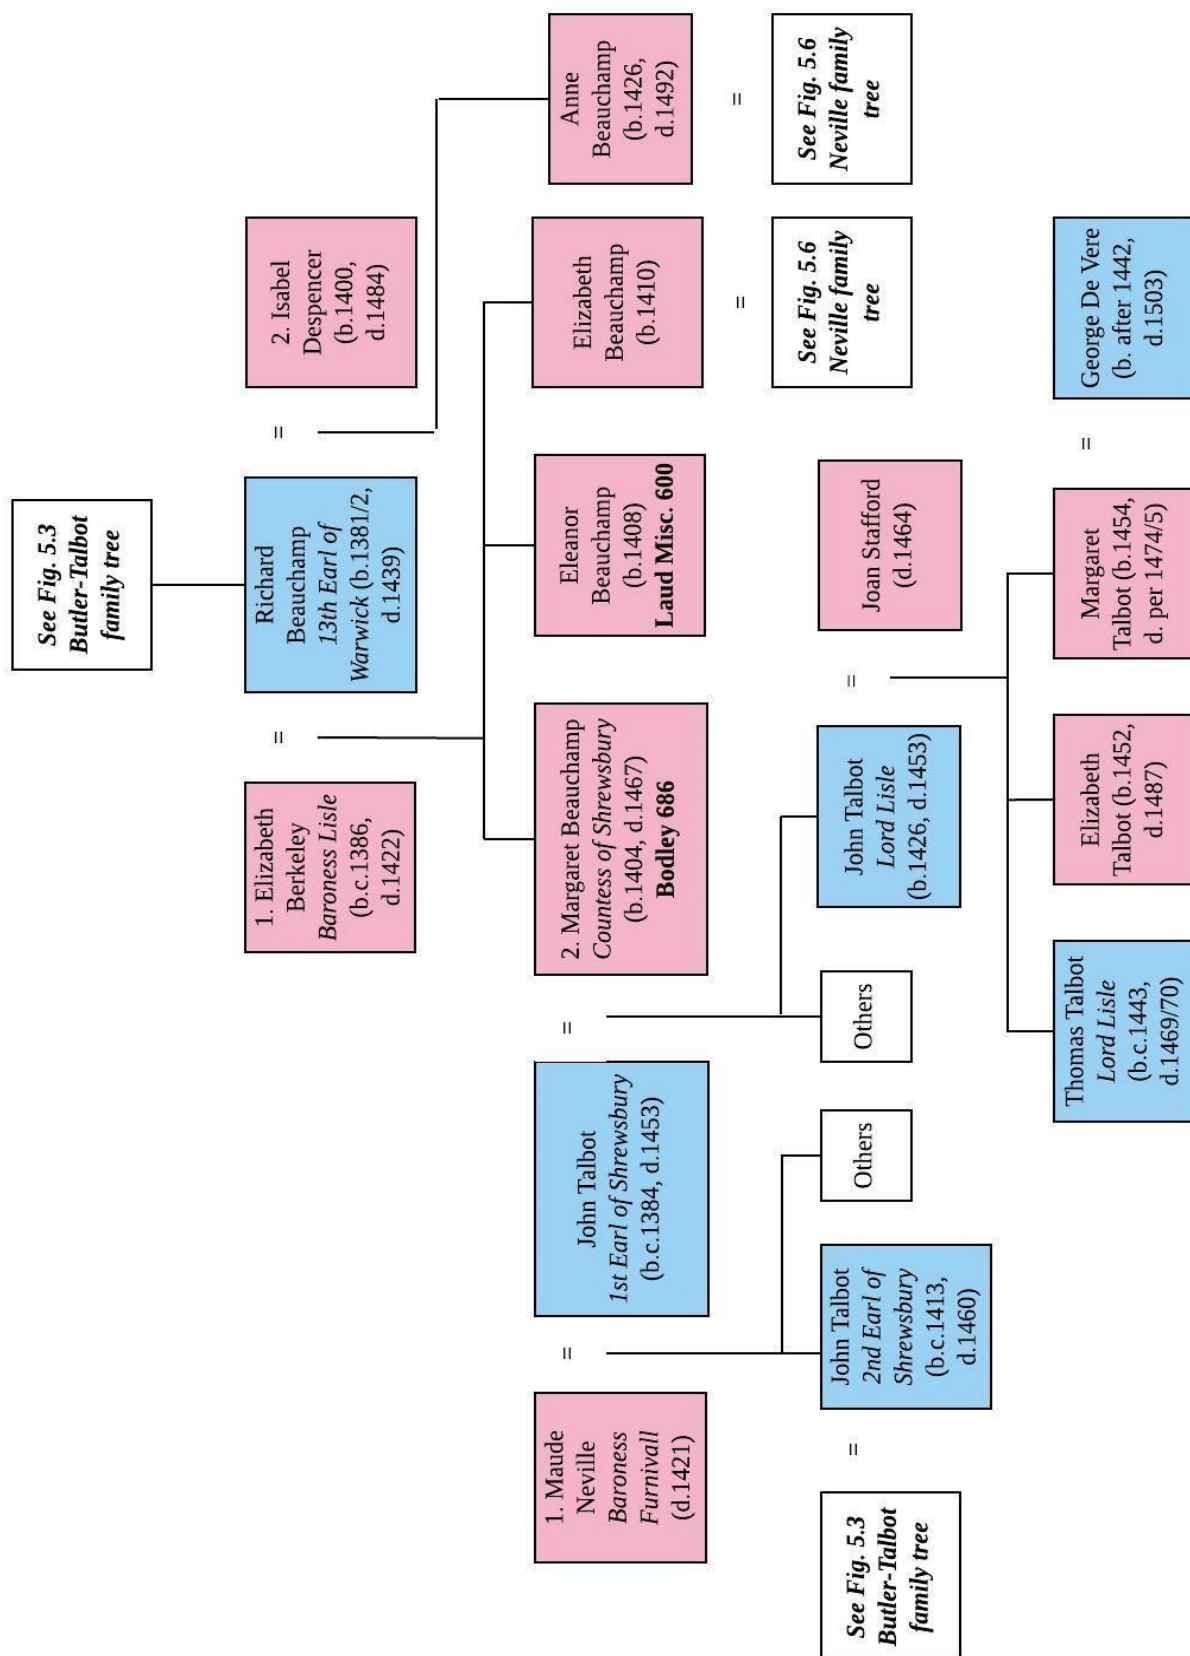 See Fig. 5.3
Butler-Talbot
family tree
1. Elizabeth
Berkeley
Baroness Lisle
(b.c.1386,
d.1422)
=
Richard
Beauchamp
13th Earl of
Warwick (b.1381/2,
d.1439)
=
2. Isabel
Despencer
(b.1400,
d.1484)
1. Maude
Neville
Baroness
Furnivall
(d.1421)
=
John Talbot
1st Earl of Shrewsbury
(b.c.1384, d.1453)
=
2. Margaret Beauchamp
Countess of Shrewsbury
(b.1404, d.1467)
Bodley 686
Eleanor
Beauchamp
(b.1408)
Laud Misc. 600
Elizabeth
Beauchamp
(b.1410)
Anne
Beauchamp
(b.1426,
d.1492)
=
=
See Fig. 5.6
Neville family
tree
See Fig. 5.6
Neville family
tree
See Fig. 5.3
Butler-Talbot
family tree
=
John Talbot
2nd Earl of
Shrewsbury
(b.c.1413,
d.1460)
Others
Others
John Talbot
Lord Lisle
(b.1426, d.1453)
=
Joan Stafford
(d.1464)
Thomas Talbot
Lord Lisle
(b.c.1443,
d.1469/70)
Elizabeth
Talbot (b.1452,
d.1487)
Margaret
Talbot (b.1454,
d. per 1474/5)
=
George De Vere
(b. after 1442,
d.1503)